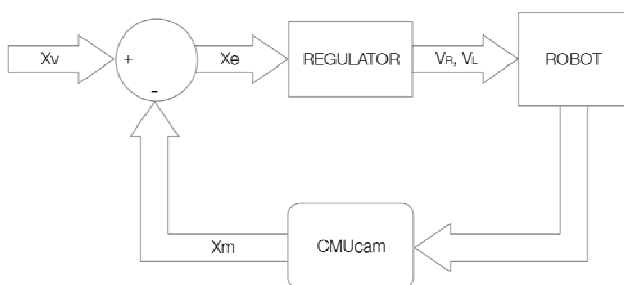 Xv
+
-
Xe
REGULATOR
VR, VL
ROBOT
CMUcam
Xm